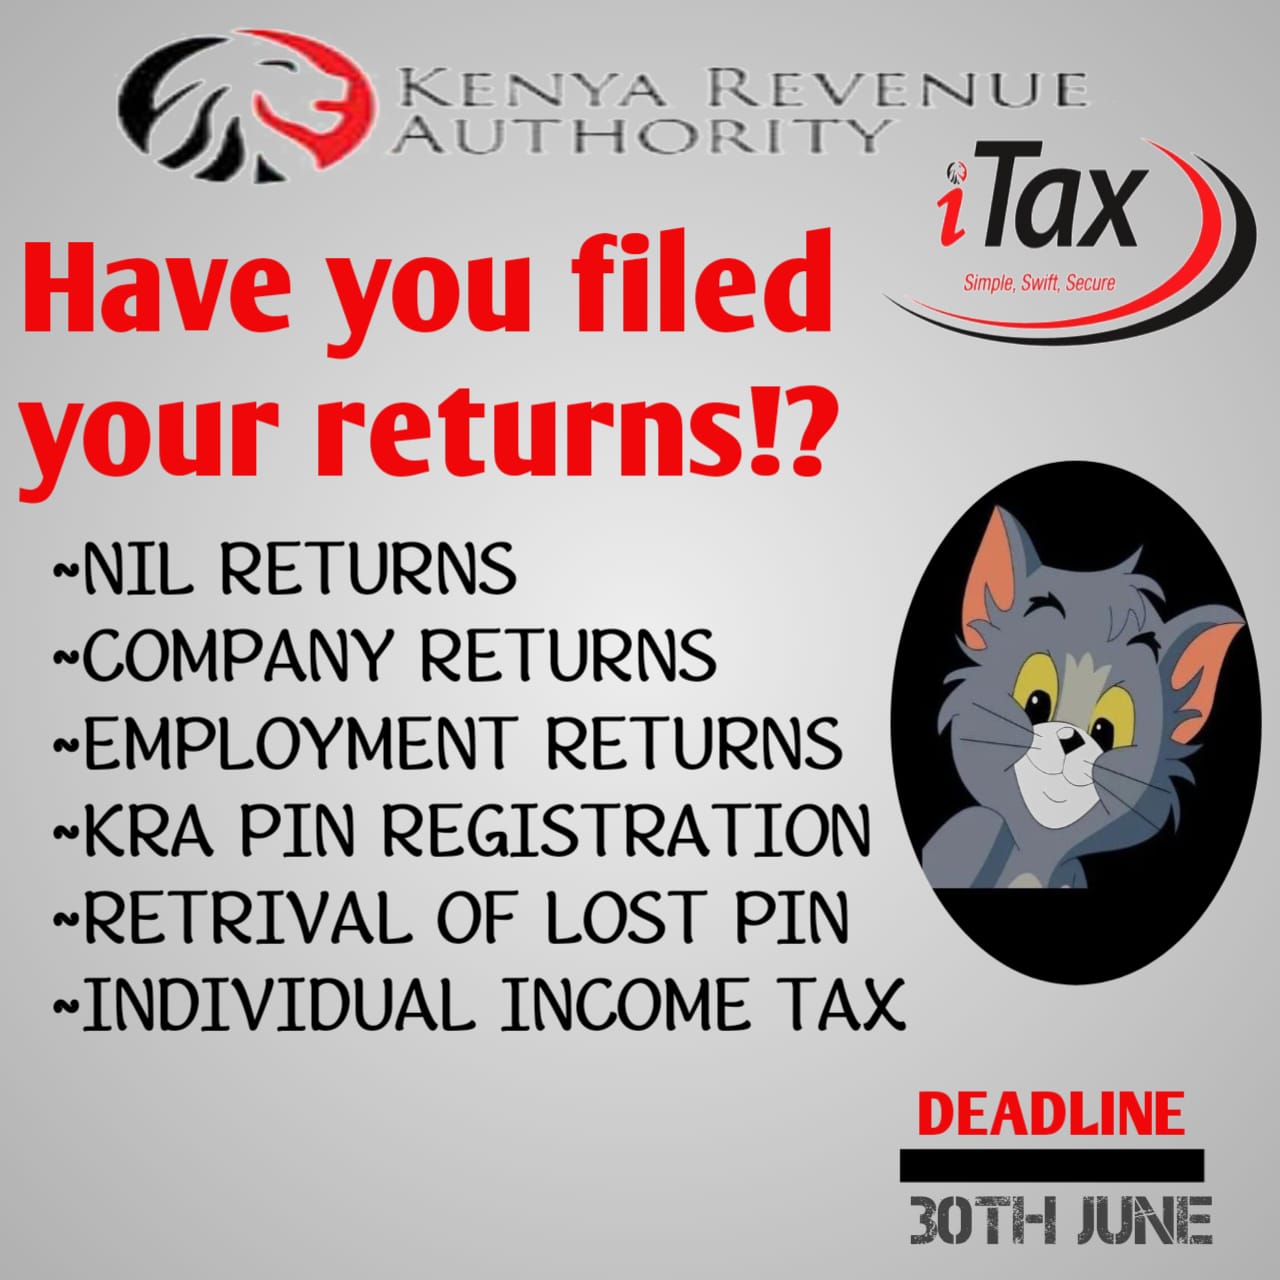 KENYA REVENUE
AUTHORITY
iTax
Simple, Swift, Secure
Have you filed
your returns!?
~NIL RETURNS
~COMPANY RETURNS
~EMPLOYMENT RETURNS
~KRA PIN REGISTRATION
~RETRIVAL OF LOST PIN
~INDIVIDUAL INCOME TAX
DEADLINE
30TH JUNE